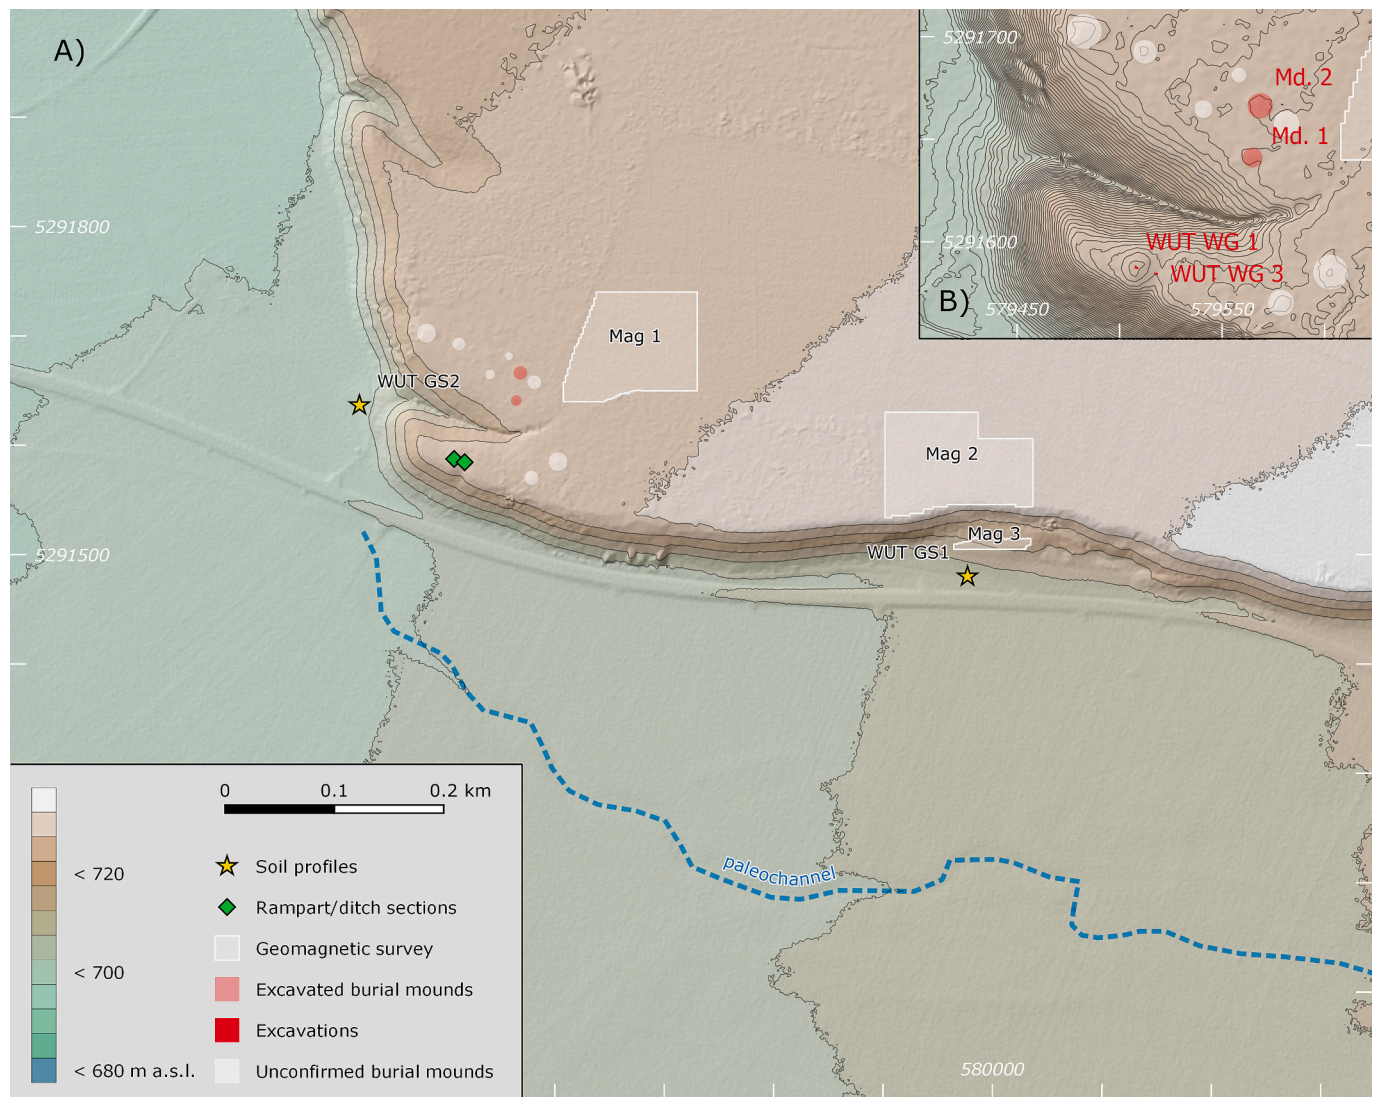 A)
5291800
5291500
580000
Mag 1
WUT GS2
Mag 2
Mag 3
WUT GS1
paleochannel
5291700
Md. 2
Md. 1
5291600
WUT WG 1
WUT WG 3
B)
579450
579550
0 0.1 0.2 km
< 720
< 700
< 680 m a.s.l.
Soil profiles
Rampart/ditch sections
Geomagnetic survey
Excavated burial mounds
Excavations
Unconfirmed burial mounds